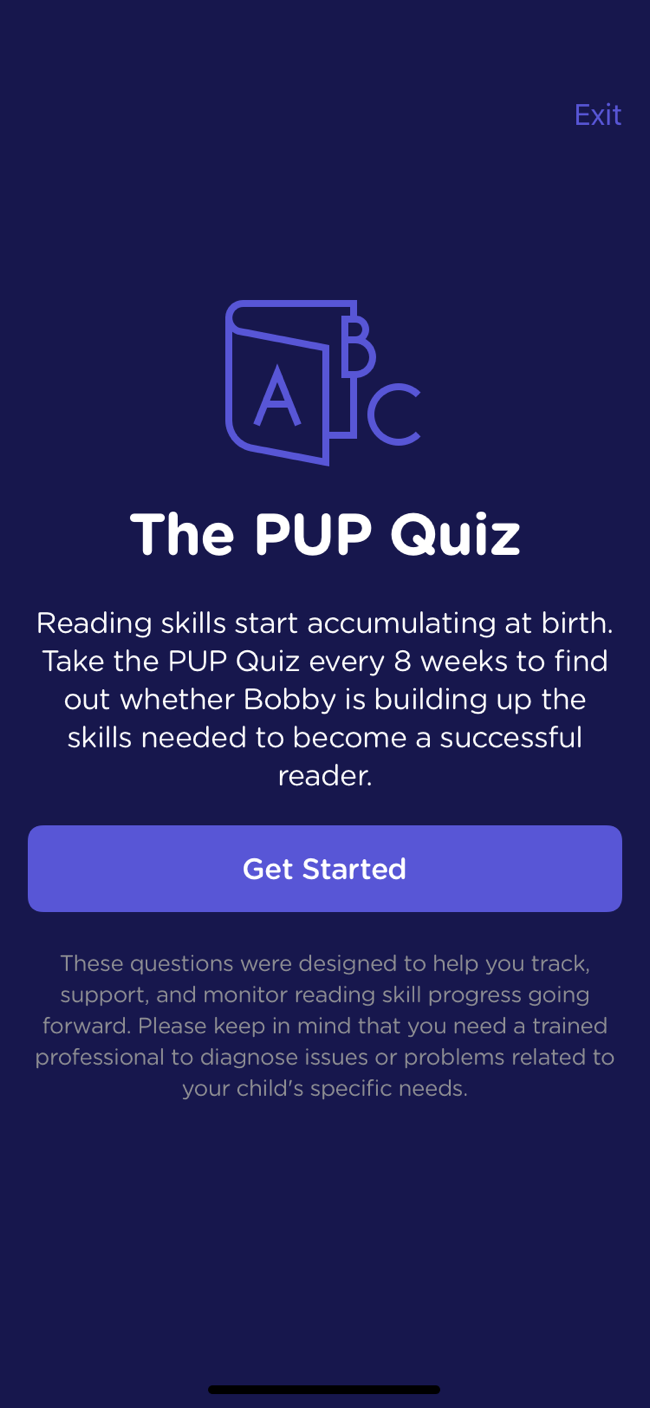 Exit
A
B
C
The PUP Quiz
Reading skills start accumulating at birth.
Take the PUP Quiz every 8 weeks to find
out whether Bobby is building up the
skills needed to become a successful
reader.
Get Started
These questions were designed to help you track,
support, and monitor reading skill progress going
forward. Please keep in mind that you need a trained
professional to diagnose issues or problems related to
your child's specific needs.